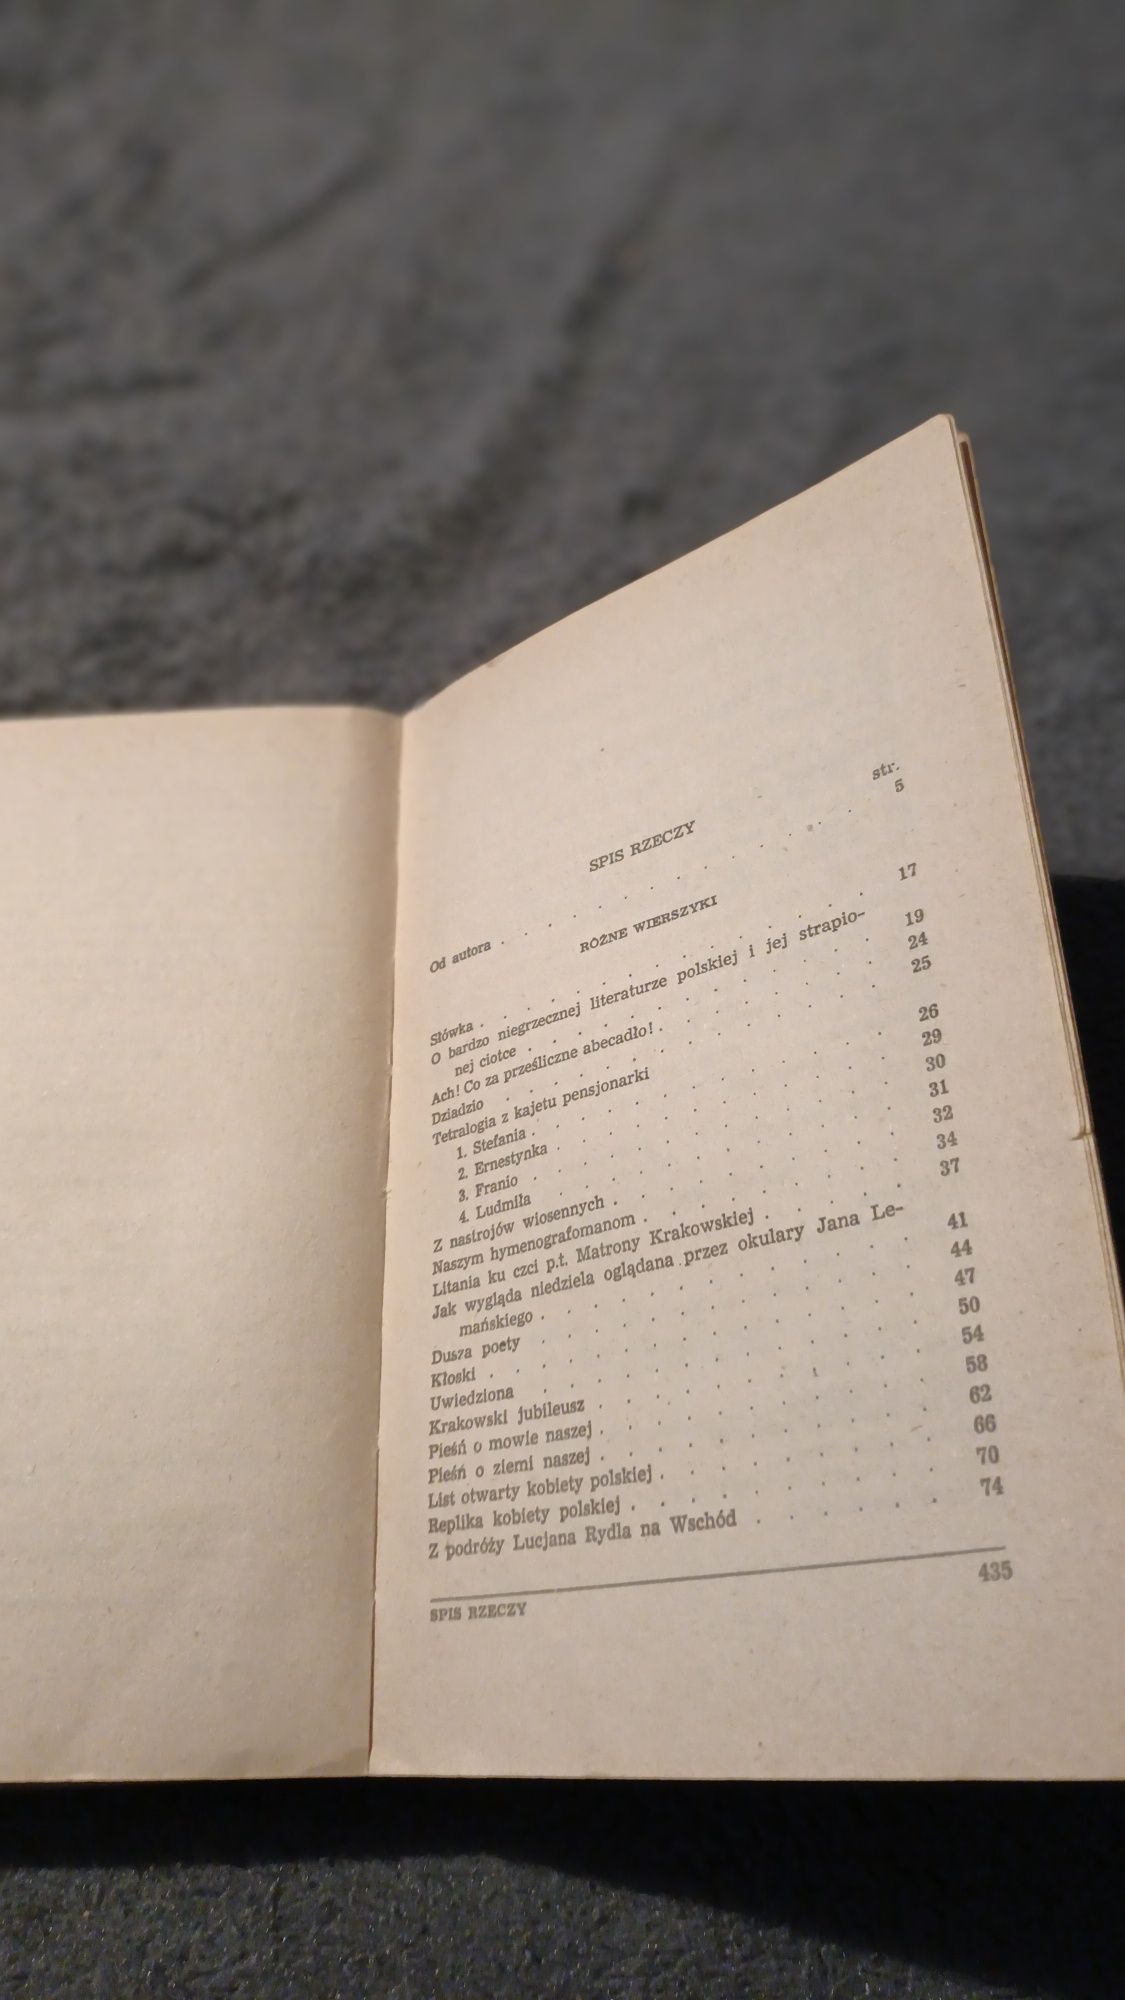 SPIS RZECZY
str.
Od autora . . . . . . . . . . 5
RÓŻNE WIERSZYKI
Słówka . . . . . . . . . . 17
O bardzo niegrzecznej literaturze polskiej i jej strapio-
nej ciotce . . . . . . . . . . 19
Ach! Co za prześliczne abecadło! . . . . . . 24
Dziadzio . . . . . . . . . . 25
Tetralogia z kajetu pensjonarki
1. Stefania . . . . . . . . . . 26
2. Ernestynka . . . . . . . . . . 29
3. Franio . . . . . . . . . . 30
4. Ludmiła . . . . . . . . . . 31
Z nastrojów wiosennych . . . . . . . . 32
Naszym hymenografomanom . . . . . . . 34
Litania ku czci p.t. Matrony Krakowskiej . . . . 37
Jak wygląda niedziela oglądana przez okulary Jana Le-
mańskiego . . . . . . . . . . 41
Dusza poety . . . . . . . . . . 44
Kłoski . . . . . . . . . . 47
Uwiedziona . . . . . . . . . . 50
Krakowski jubileusz . . . . . . . . 54
Pieśń o mowie naszej . . . . . . . . 58
Pieśń o ziemi naszej . . . . . . . . 62
List otwarty kobiety polskiej . . . . . . . 66
Replika kobiety polskiej . . . . . . . . 70
Z podróży Lucjana Rydla na Wschód . . . . . 74
SPIS RZECZY 435